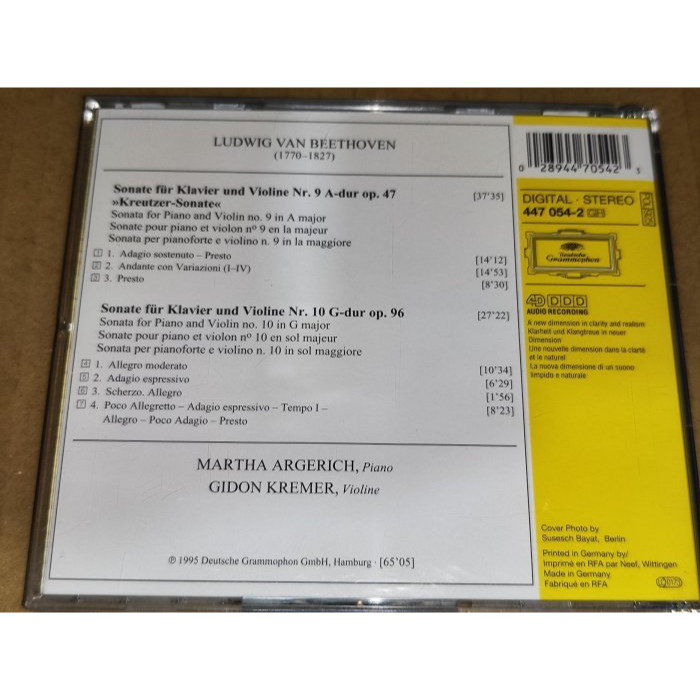 LUDWIG VAN BEETHOVEN
(1770–1827)
Sonate für Klavier und Violine Nr. 9 A-dur op. 47 [37'35]
»Kreutzer-Sonate«
Sonata for Piano and Violin no. 9 in A major
Sonate pour piano et violon nº 9 en la majeur
Sonata per pianoforte e violino n. 9 in la maggiore
1 1. Adagio sostenuto – Presto [14'12]
2 2. Andante con Variazioni (I–IV) [14'53]
3 3. Presto [8'30]
Sonate für Klavier und Violine Nr. 10 G-dur op. 96 [27'22]
Sonata for Piano and Violin no. 10 in G major
Sonate pour piano et violon nº 10 en sol majeur
Sonata per pianoforte e violino n. 10 in sol maggiore
4 1. Allegro moderato [10'34]
5 2. Adagio espressivo [6'29]
6 3. Scherzo. Allegro [1'56]
7 4. Poco Allegretto – Adagio espressivo – Tempo I – [8'23]
Allegro – Poco Adagio – Presto
MARTHA ARGERICH, Piano
GIDON KREMER, Violine
℗ 1995 Deutsche Grammophon GmbH, Hamburg · [65'05]
0 28944 70542 3
DIGITAL · STEREO
447 054-2 GH
Deutsche
Grammophon
4D DDD
AUDIO RECORDING
A new dimension in clarity and realism
Klarheit und Klangtreue in neuer
Dimension
Une nouvelle dimension dans la clarté
et le naturel
La nuova dimensione di un suono
limpido e naturale
Cover Photo by
Susesch Bayat, Berlin
Printed in Germany by/
Imprimé en RFA par Neef, Wittingen
Made in Germany
Fabriqué en RFA